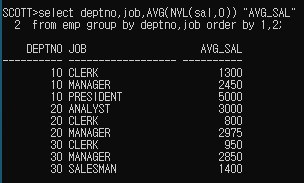 SCOTT>select deptno,job,AVG(NVL(sal,0)) "AVG_SAL"
  2  from emp group by deptno,job order by 1,2;

    DEPTNO JOB                   AVG_SAL
---------- ------------------ ----------
        10 CLERK                    1300
        10 MANAGER                  2450
        10 PRESIDENT                5000
        20 ANALYST                  3000
        20 CLERK                     800
        20 MANAGER                  2975
        30 CLERK                     950
        30 MANAGER                  2850
        30 SALESMAN                 1400